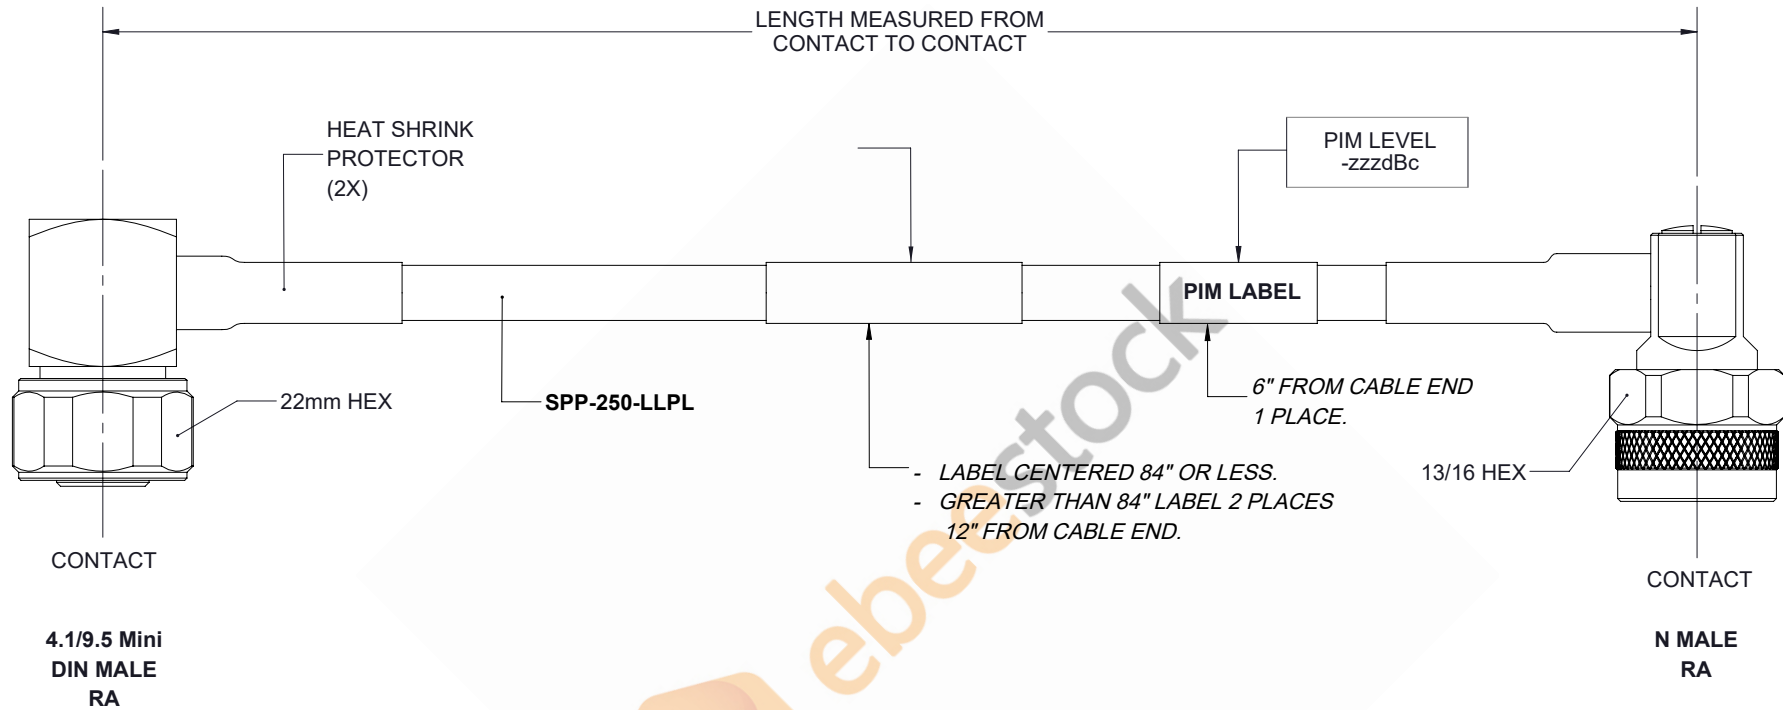 LENGTH MEASURED FROM
CONTACT TO CONTACT
HEAT SHRINK
PROTECTOR
(2X)
PIM LEVEL
-zzzdBc
PIM LABEL
22mm HEX
SPP-250-LLPL
6" FROM CABLE END
1 PLACE.
- LABEL CENTERED 84" OR LESS.
- GREATER THAN 84" LABEL 2 PLACES
12" FROM CABLE END.
13/16 HEX
CONTACT
4.1/9.5 Mini
DIN MALE
RA
CONTACT
N MALE
RA
ebeestock